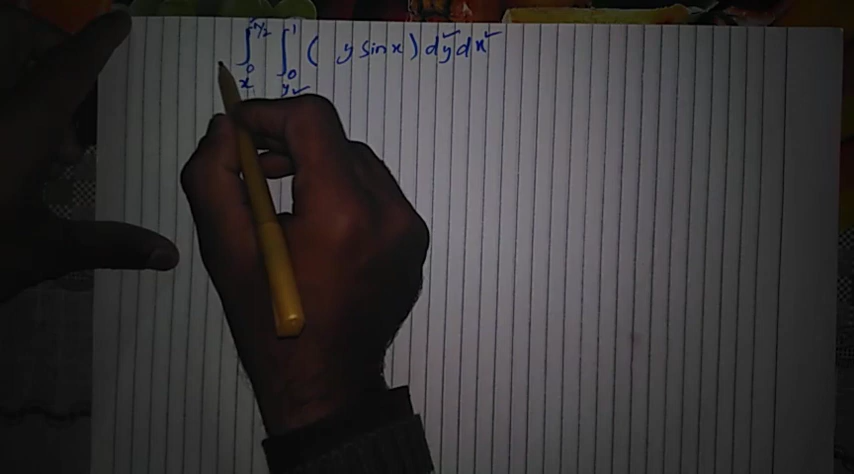 ∫₀^π/2 ∫₀^1 ( y sin x ) dy dx
x y